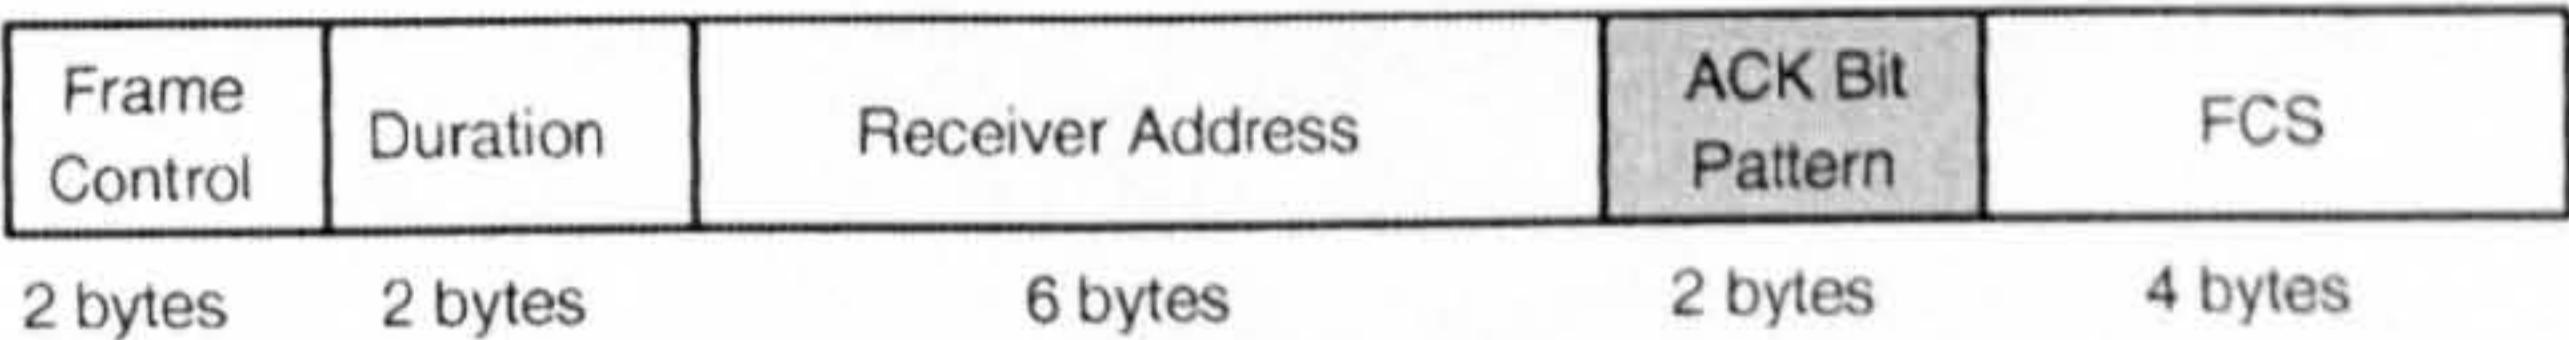 Frame
Control
Duration
Receiver Address
ACK Bit
Pattern
FCS
2 bytes
2 bytes
6 bytes
2 bytes
4 bytes